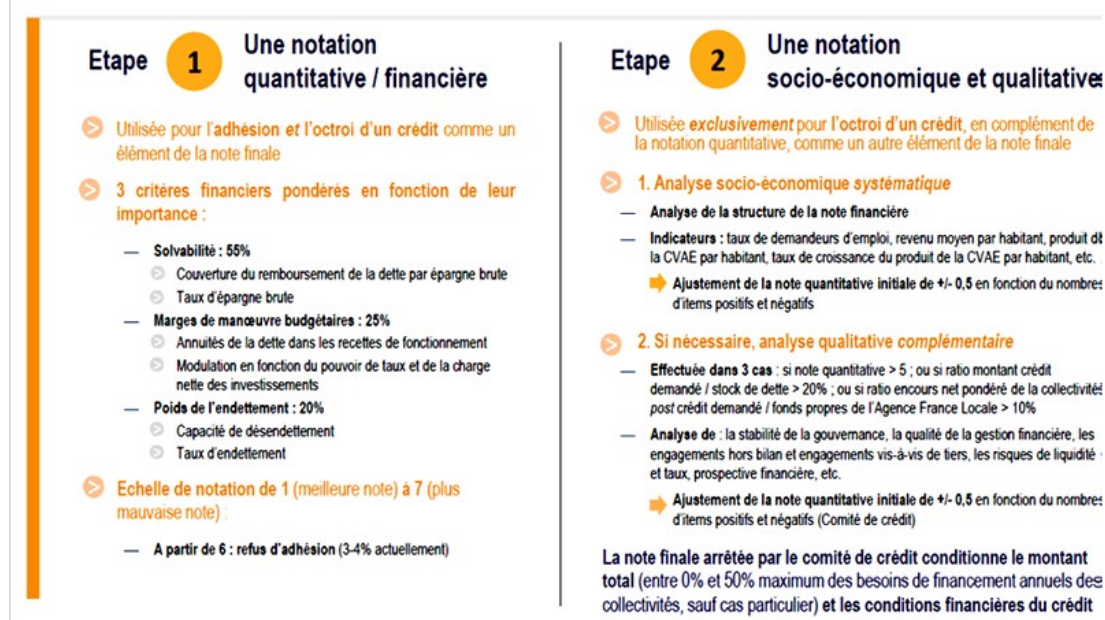 Etape 1 Une notation
quantitative / financière
Utilisée pour l'adhésion et l'octroi d'un crédit comme un
élément de la note finale
3 critères financiers pondérés en fonction de leur
importance :
— Solvabilité : 55%
Couverture du remboursement de la dette par épargne brute
Taux d'épargne brute
— Marges de manœuvre budgétaires : 25%
Annuités de la dette dans les recettes de fonctionnement
Modulation en fonction du pouvoir de taux et de la charge
nette des investissements
— Poids de l'endettement : 20%
Capacité de désendettement
Taux d'endettement
Echelle de notation de 1 (meilleure note) à 7 (plus
mauvaise note) :
— A partir de 6 : refus d'adhésion (3-4% actuellement)
Etape 2 Une notation
socio-économique et qualitative
Utilisée exclusivement pour l'octroi d'un crédit, en complément de
la notation quantitative, comme un autre élément de la note finale
1. Analyse socio-économique systématique
— Analyse de la structure de la note financière
— Indicateurs : taux de demandeurs d'emploi, revenu moyen par habitant, produit de
la CVAE par habitant, taux de croissance du produit de la CVAE par habitant, etc.
Ajustement de la note quantitative initiale de +/- 0,5 en fonction du nombres
d'items positifs et négatifs
2. Si nécessaire, analyse qualitative complémentaire
— Effectuée dans 3 cas : si note quantitative > 5 ; ou si ratio montant crédit
demandé / stock de dette > 20% ; ou si ratio encours net pondéré de la collectivités
post crédit demandé / fonds propres de l'Agence France Locale > 10%
— Analyse de : la stabilité de la gouvernance, la qualité de la gestion financière, les
engagements hors bilan et engagements vis-à-vis de tiers, les risques de liquidité
et taux, prospective financière, etc.
Ajustement de la note quantitative initiale de +/- 0,5 en fonction du nombres
d'items positifs et négatifs (Comité de crédit)
La note finale arrêtée par le comité de crédit conditionne le montant
total (entre 0% et 50% maximum des besoins de financement annuels des
collectivités, sauf cas particulier) et les conditions financières du crédit